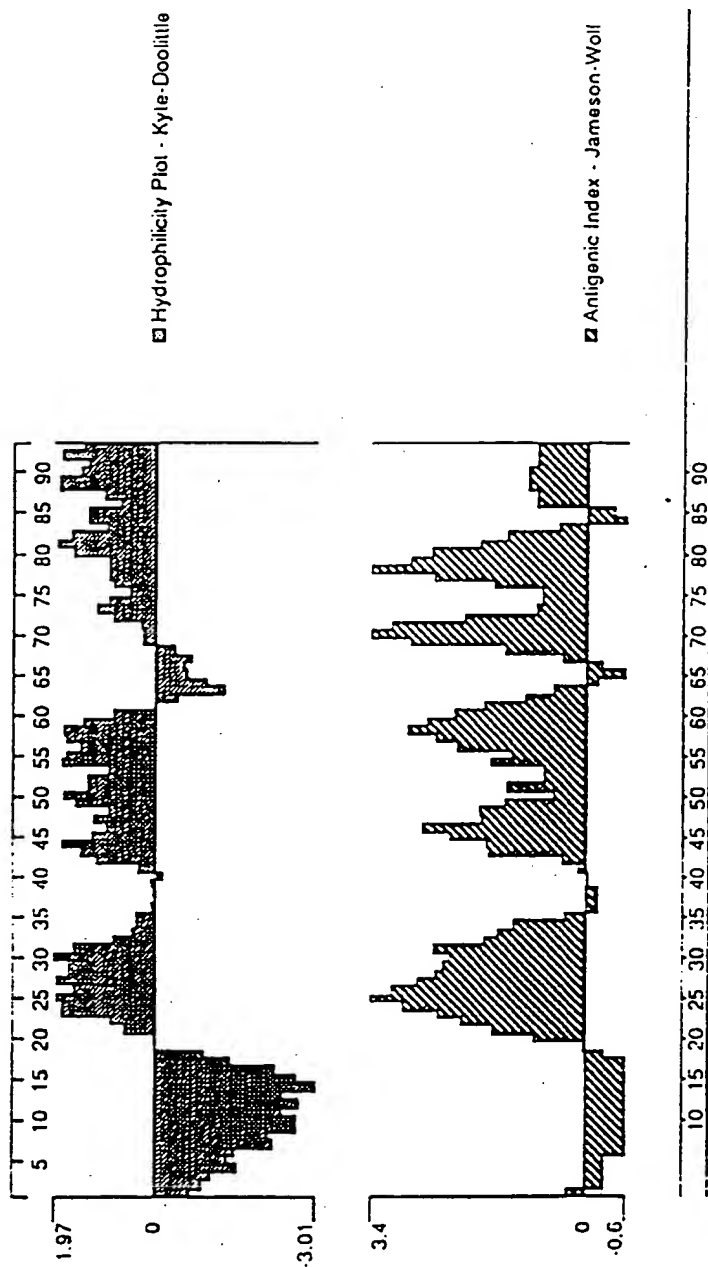 5 10 15 20 25 30 35 40 45 50 55 60 65 70 75 80 85 90
1.97
0
Hydrophilicity Plot - Kyle-Doolittle
-3.01
3.4
0
Antigenic Index - Jameson-Wolf
-0.6
10 15 20 25 30 35 40 45 50 55 60 65 70 75 80 85 90